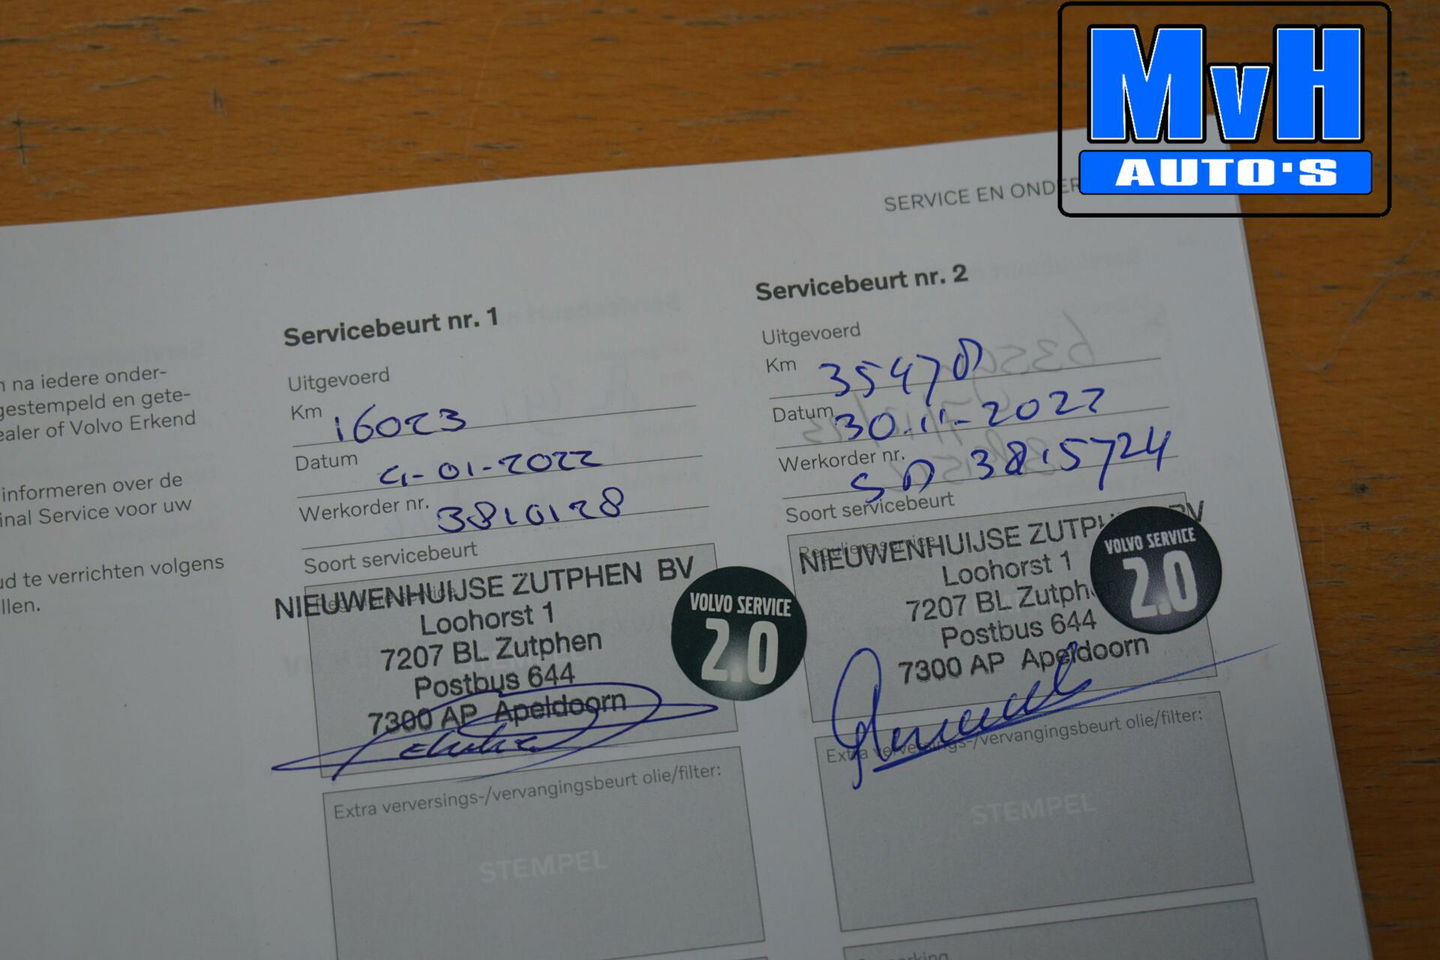 MvH
AUTO'S
SERVICE EN ONDER
n na iedere onder-
gestempeld en gete-
ealer of Volvo Erkend
informeren over de
inal Service voor uw
ud te verrichten volgens
llen.
Servicebeurt nr. 1
Uitgevoerd
Km 16023
Datum 4-01-2022
Werkorder nr. 3810128
Soort servicebeurt
NIEUWENHUIJSE ZUTPHEN BV
Loohorst 1
7207 BL Zutphen
Postbus 644
7300 AP Apeldoorn
VOLVO SERVICE
2.0
Extra verversings-/vervangingsbeurt olie/filter:
STEMPEL
Servicebeurt nr. 2
Uitgevoerd
Km 35478
Datum 30-11-2022
Werkorder nr. SO 3815724
Soort servicebeurt
Reguliere service
NIEUWENHUIJSE ZUTPH BV
Loohorst 1
7207 BL Zutph
Postbus 644
7300 AP Apeldoorn
VOLVO SERVICE
2.0
Extra verversings-/vervangingsbeurt olie/filter:
STEMPEL